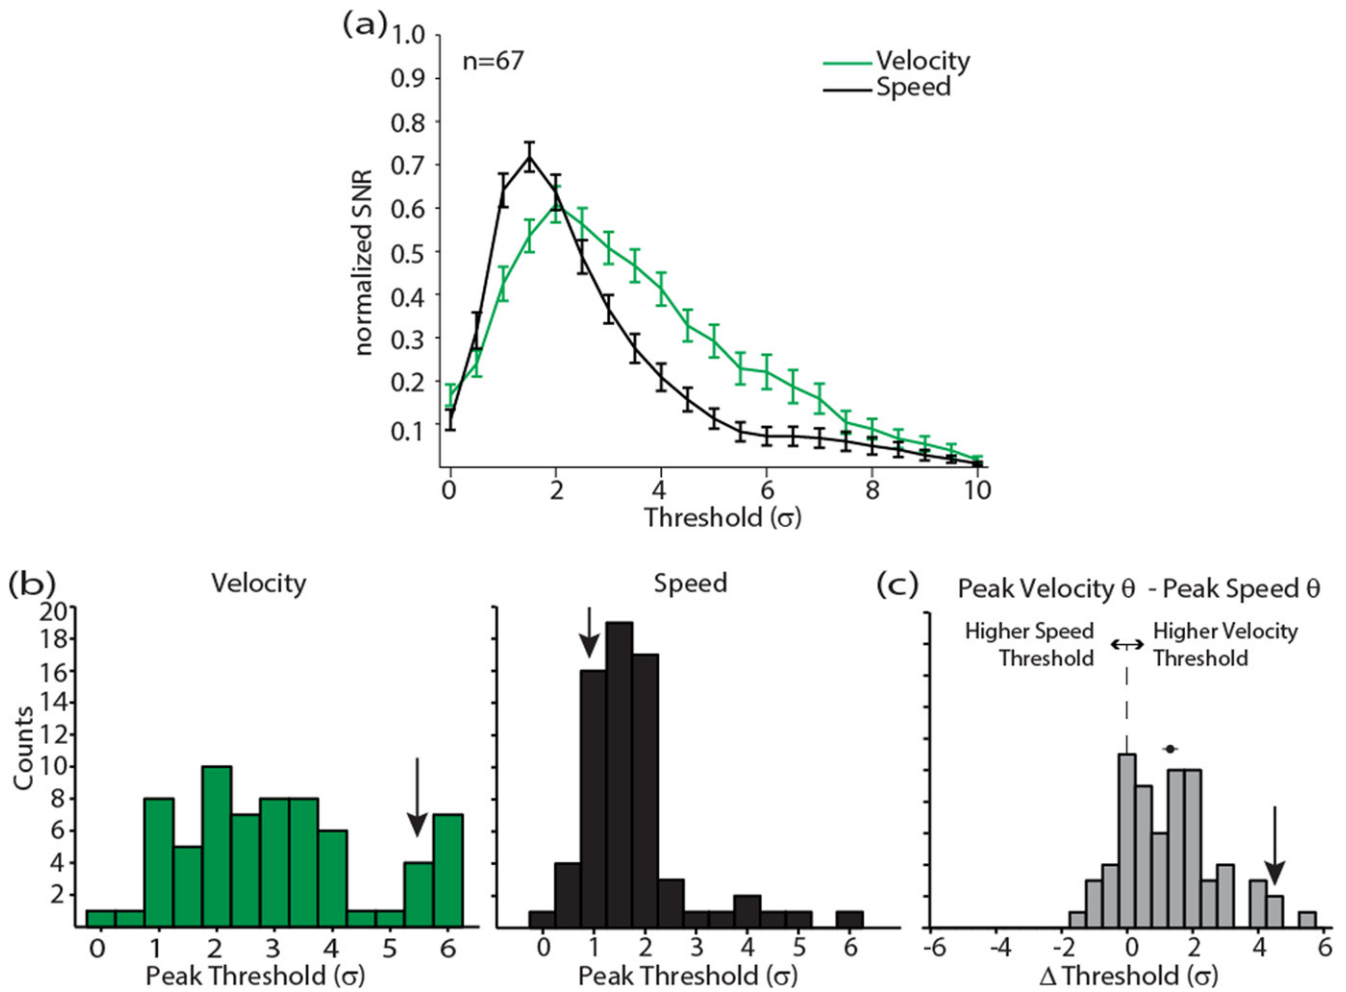 (a)
1.0
0.9
0.8
0.7
0.6
0.5
0.4
0.3
0.2
0.1
normalized SNR
n=67
Velocity
Speed
0 2 4 6 8 10
Threshold (σ)
(b)
Velocity
20
18
16
14
12
10
8
6
4
2
Counts
0 1 2 3 4 5 6
Peak Threshold (σ)
Speed
0 1 2 3 4 5 6
Peak Threshold (σ)
(c)
Peak Velocity θ - Peak Speed θ
Higher Speed
Threshold
Higher Velocity
Threshold
-6 -4 -2 0 2 4 6
Δ Threshold (σ)